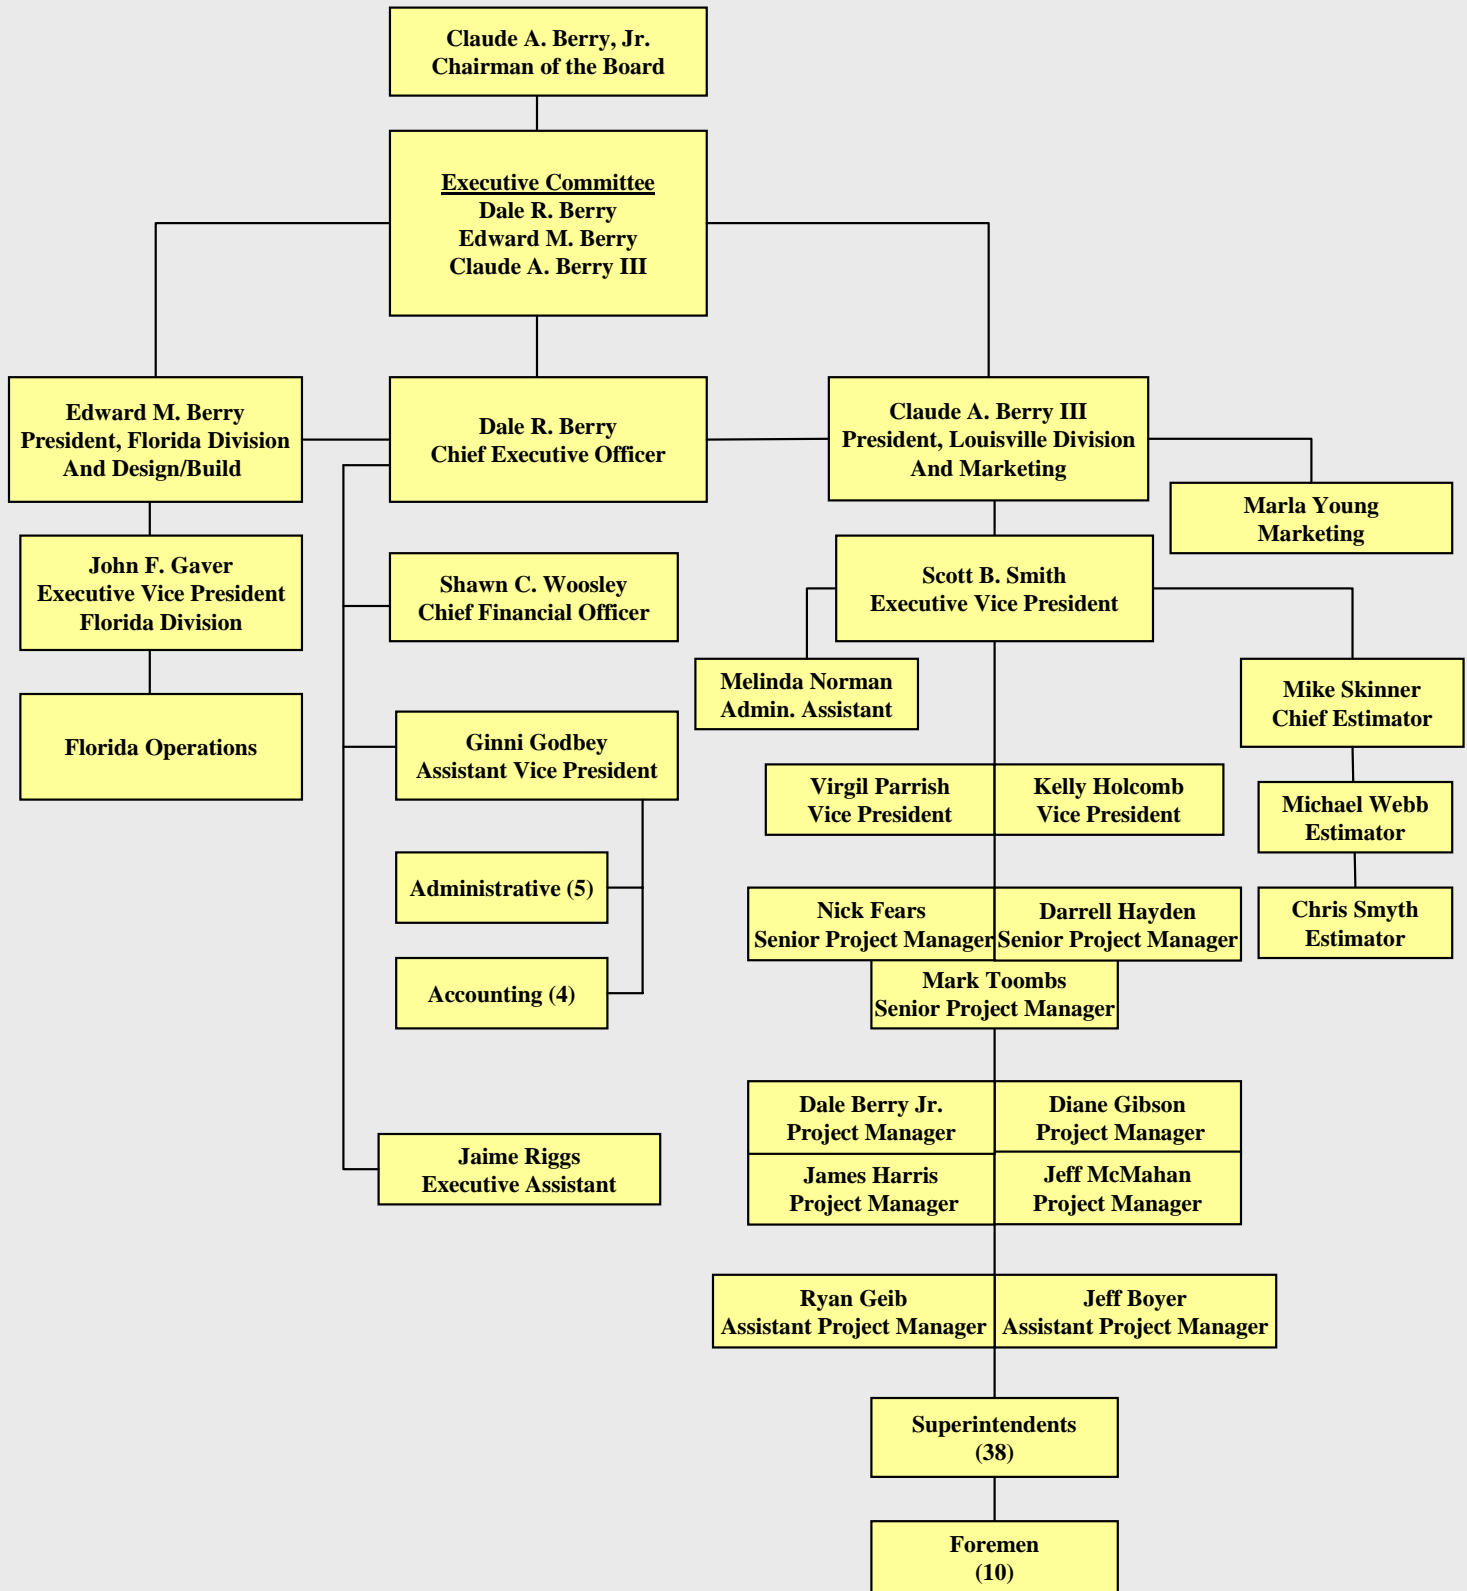 Claude A. Berry, Jr.
Chairman of the Board
Executive Committee
Dale R. Berry
Edward M. Berry
Claude A. Berry III
Edward M. Berry
President, Florida Division
And Design/Build
Dale R. Berry
Chief Executive Officer
Claude A. Berry III
President, Louisville Division
And Marketing
Marla Young
Marketing
John F. Gaver
Executive Vice President
Florida Division
Shawn C. Woosley
Chief Financial Officer
Scott B. Smith
Executive Vice President
Melinda Norman
Admin. Assistant
Mike Skinner
Chief Estimator
Florida Operations
Ginni Godbey
Assistant Vice President
Virgil Parrish
Vice President
Kelly Holcomb
Vice President
Michael Webb
Estimator
Administrative (5)
Nick Fears
Senior Project Manager
Darrell Hayden
Senior Project Manager
Chris Smyth
Estimator
Accounting (4)
Mark Toombs
Senior Project Manager
Dale Berry Jr.
Project Manager
Diane Gibson
Project Manager
Jaime Riggs
Executive Assistant
James Harris
Project Manager
Jeff McMahan
Project Manager
Ryan Geib
Assistant Project Manager
Jeff Boyer
Assistant Project Manager
Superintendents
(38)
Foremen
(10)